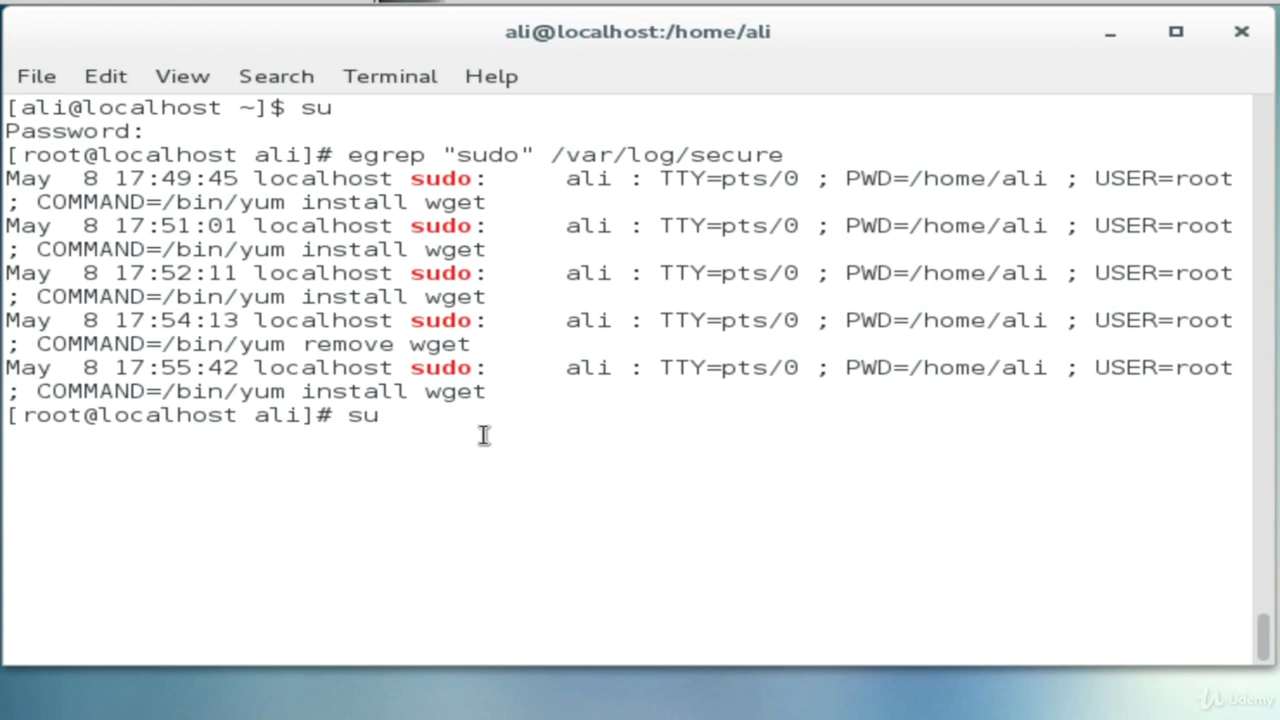 ali@localhost:/home/ali
File Edit View Search Terminal Help
[ali@localhost ~]$ su
Password:
[root@localhost ali]# egrep "sudo" /var/log/secure
May  8 17:49:45 localhost sudo:     ali : TTY=pts/0 ; PWD=/home/ali ; USER=root
; COMMAND=/bin/yum install wget
May  8 17:51:01 localhost sudo:     ali : TTY=pts/0 ; PWD=/home/ali ; USER=root
; COMMAND=/bin/yum install wget
May  8 17:52:11 localhost sudo:     ali : TTY=pts/0 ; PWD=/home/ali ; USER=root
; COMMAND=/bin/yum install wget
May  8 17:54:13 localhost sudo:     ali : TTY=pts/0 ; PWD=/home/ali ; USER=root
; COMMAND=/bin/yum remove wget
May  8 17:55:42 localhost sudo:     ali : TTY=pts/0 ; PWD=/home/ali ; USER=root
; COMMAND=/bin/yum install wget
[root@localhost ali]# su
Udemy